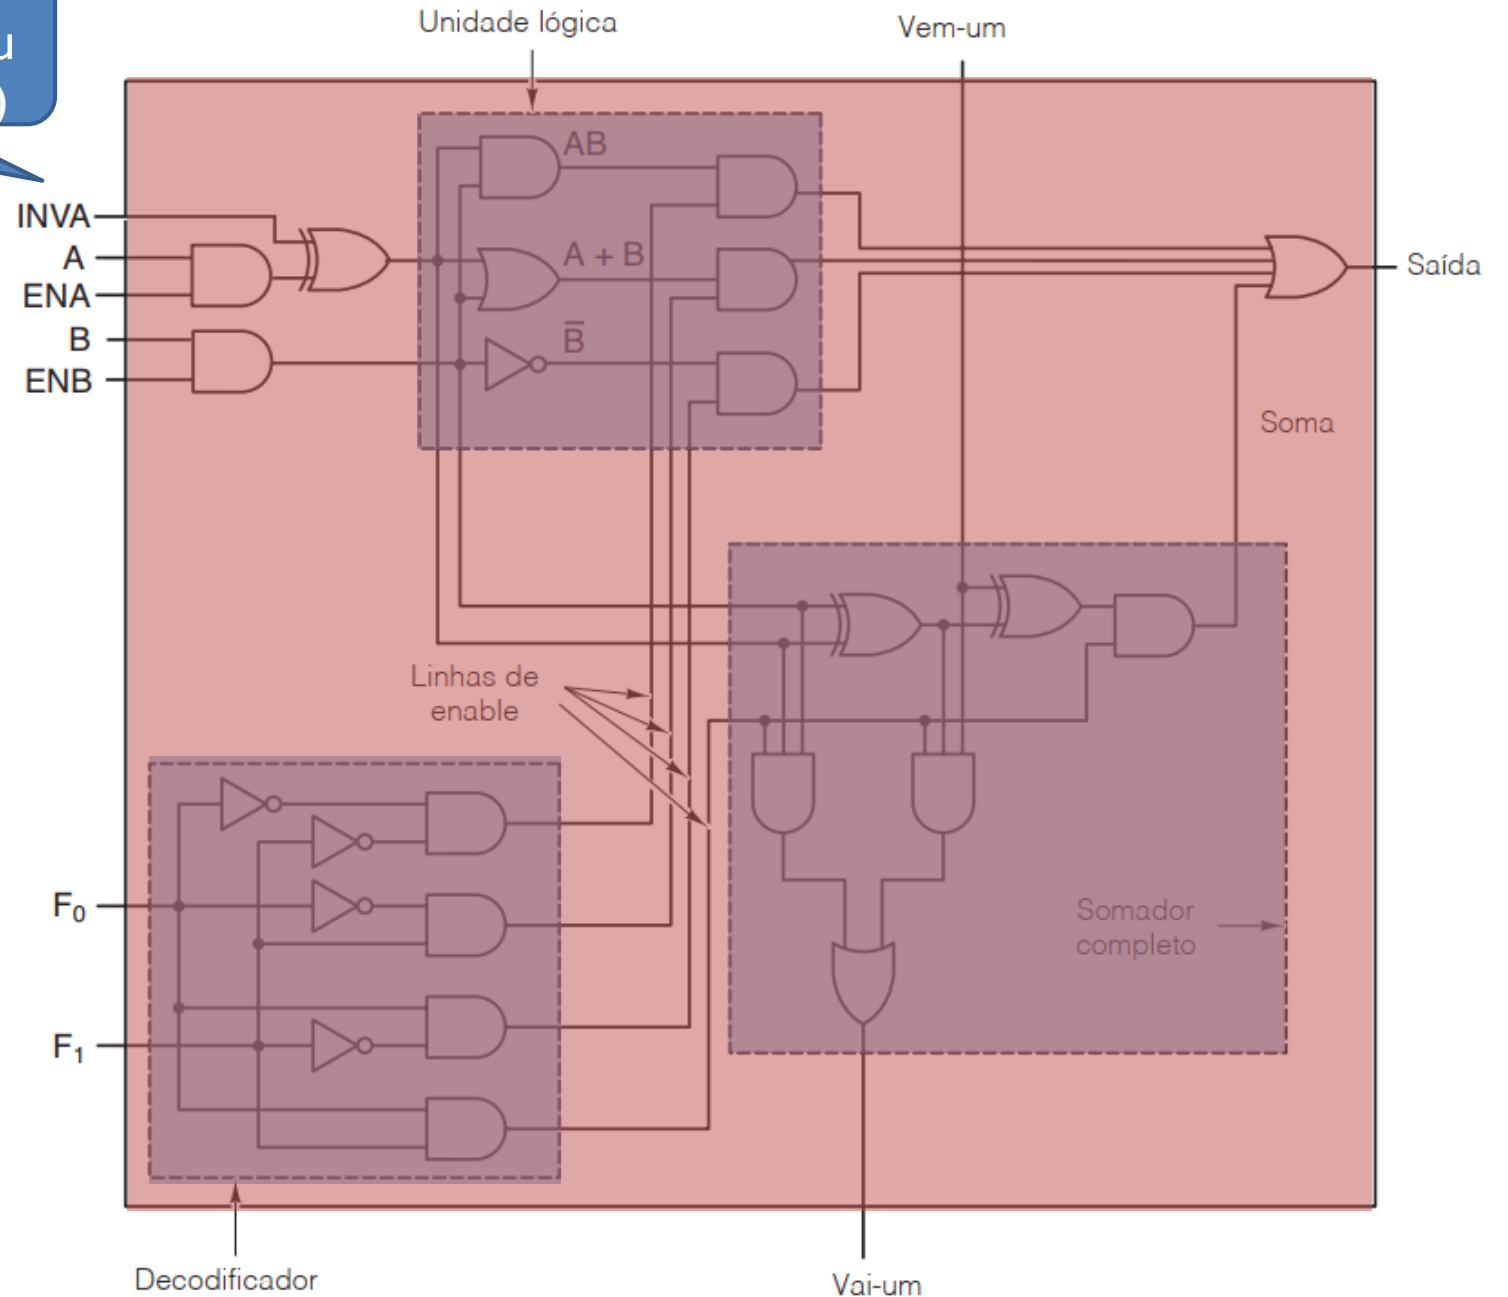 u
)
Unidade lógica
Vem-um
AB
INVA
A
A + B
Saída
ENA
B
B̅
ENB
Soma
Linhas de
enable
F₀
Somador
completo
F₁
Decodificador
Vai-um